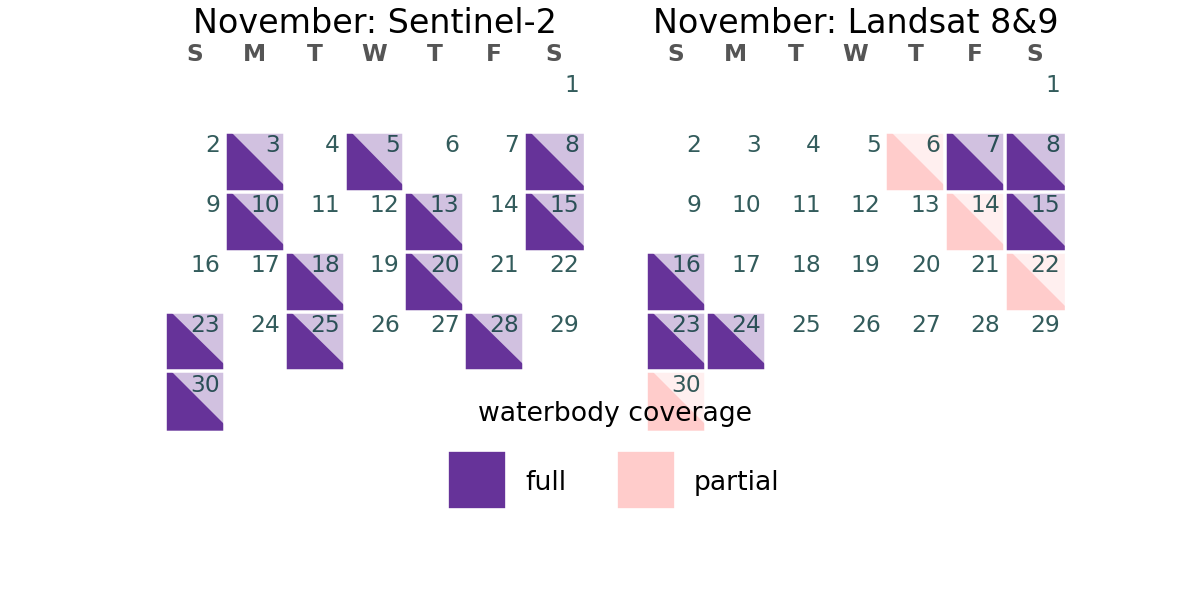 November: Sentinel-2
S M T W T F S
1
2 3 4 5 6 7 8
9 10 11 12 13 14 15
16 17 18 19 20 21 22
23 24 25 26 27 28 29
30
November: Landsat 8&9
S M T W T F S
1
2 3 4 5 6 7 8
9 10 11 12 13 14 15
16 17 18 19 20 21 22
23 24 25 26 27 28 29
30
waterbody coverage
full partial